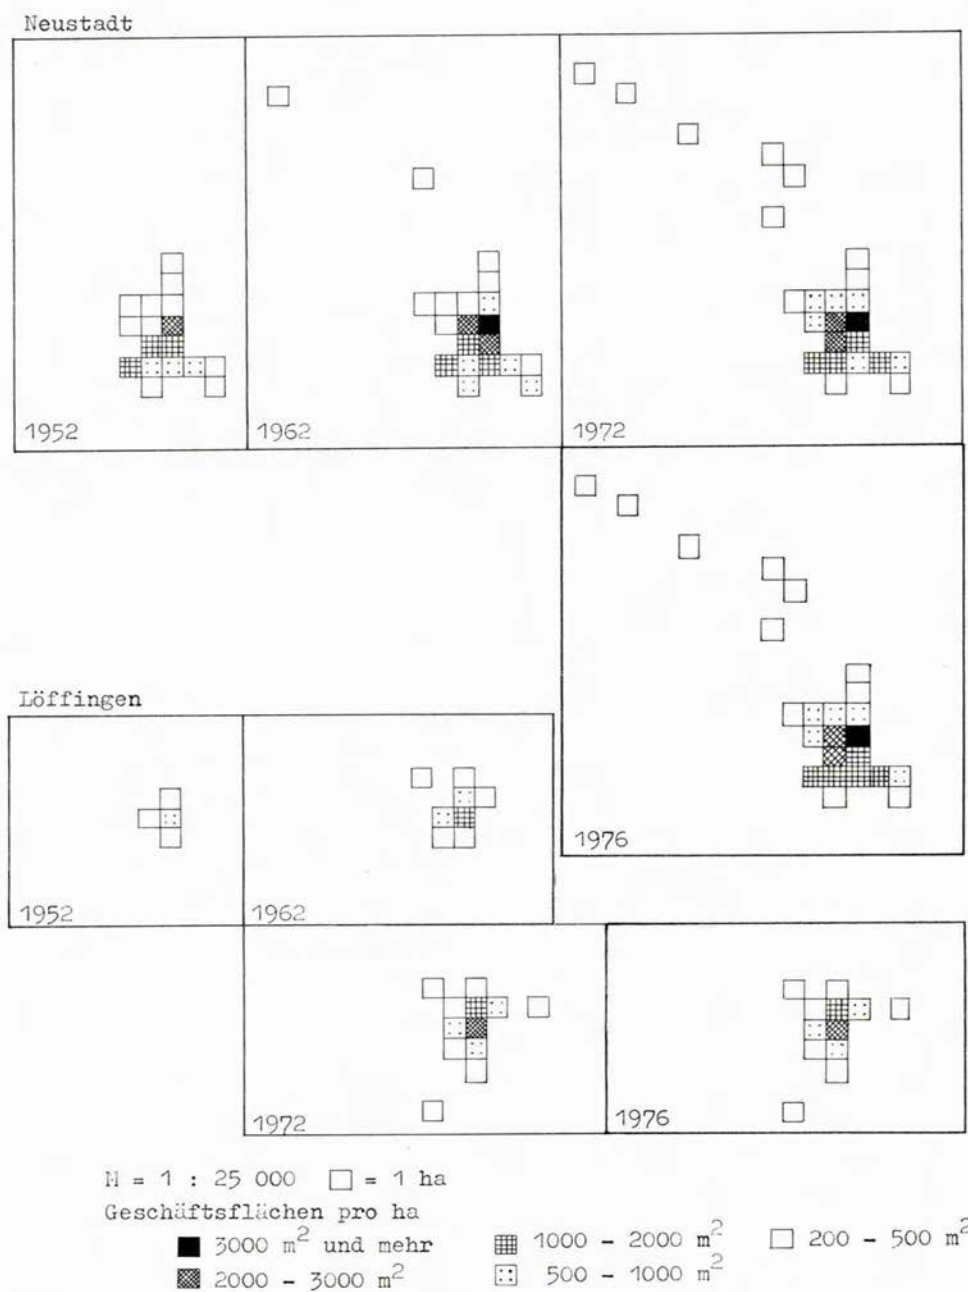 Neustadt
1952
1962
1972
1976
Löffingen
1952
1962
1972
1976
M = 1 : 25 000 □ = 1 ha
Geschäftsflächen pro ha
3000 m² und mehr
1000 - 2000 m²
200 - 500 m²
2000 - 3000 m²
500 - 1000 m²